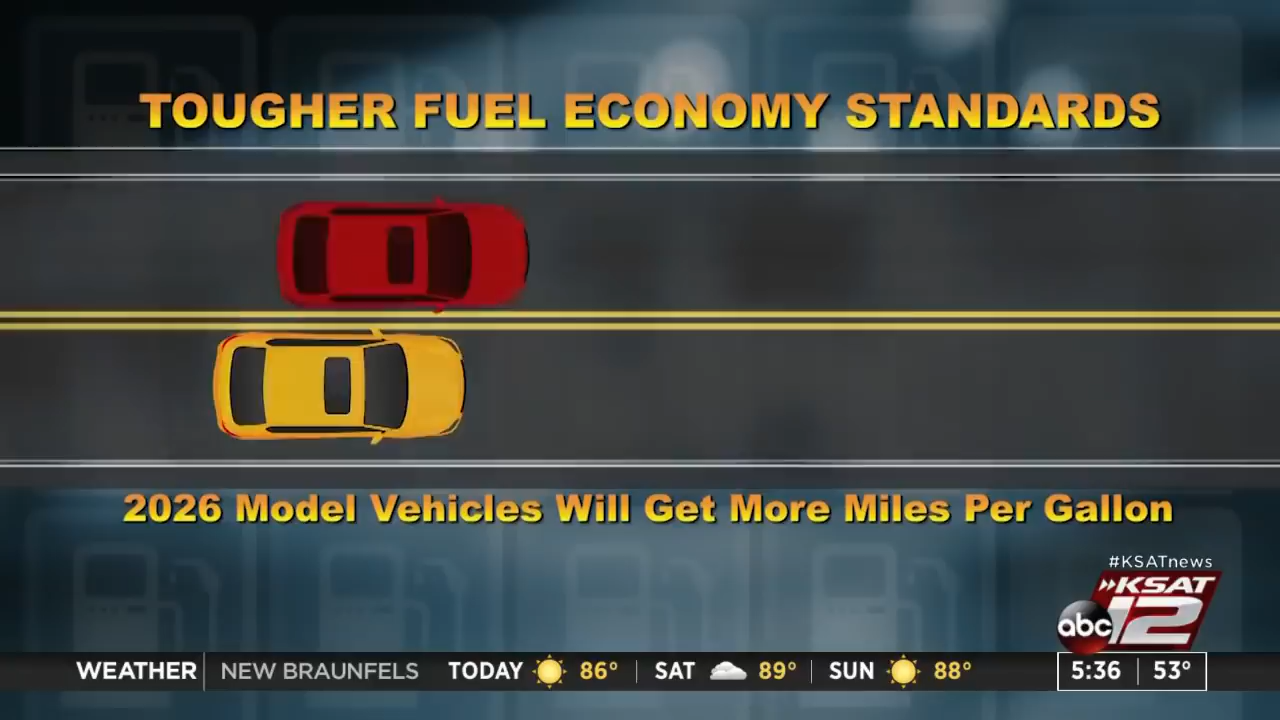 TOUGHER FUEL ECONOMY STANDARDS
2026 Model Vehicles Will Get More Miles Per Gallon
#KSATnews
KSAT
abc 12
WEATHER NEW BRAUNFELS TODAY 86° SAT 89° SUN 88° 5:36 53°